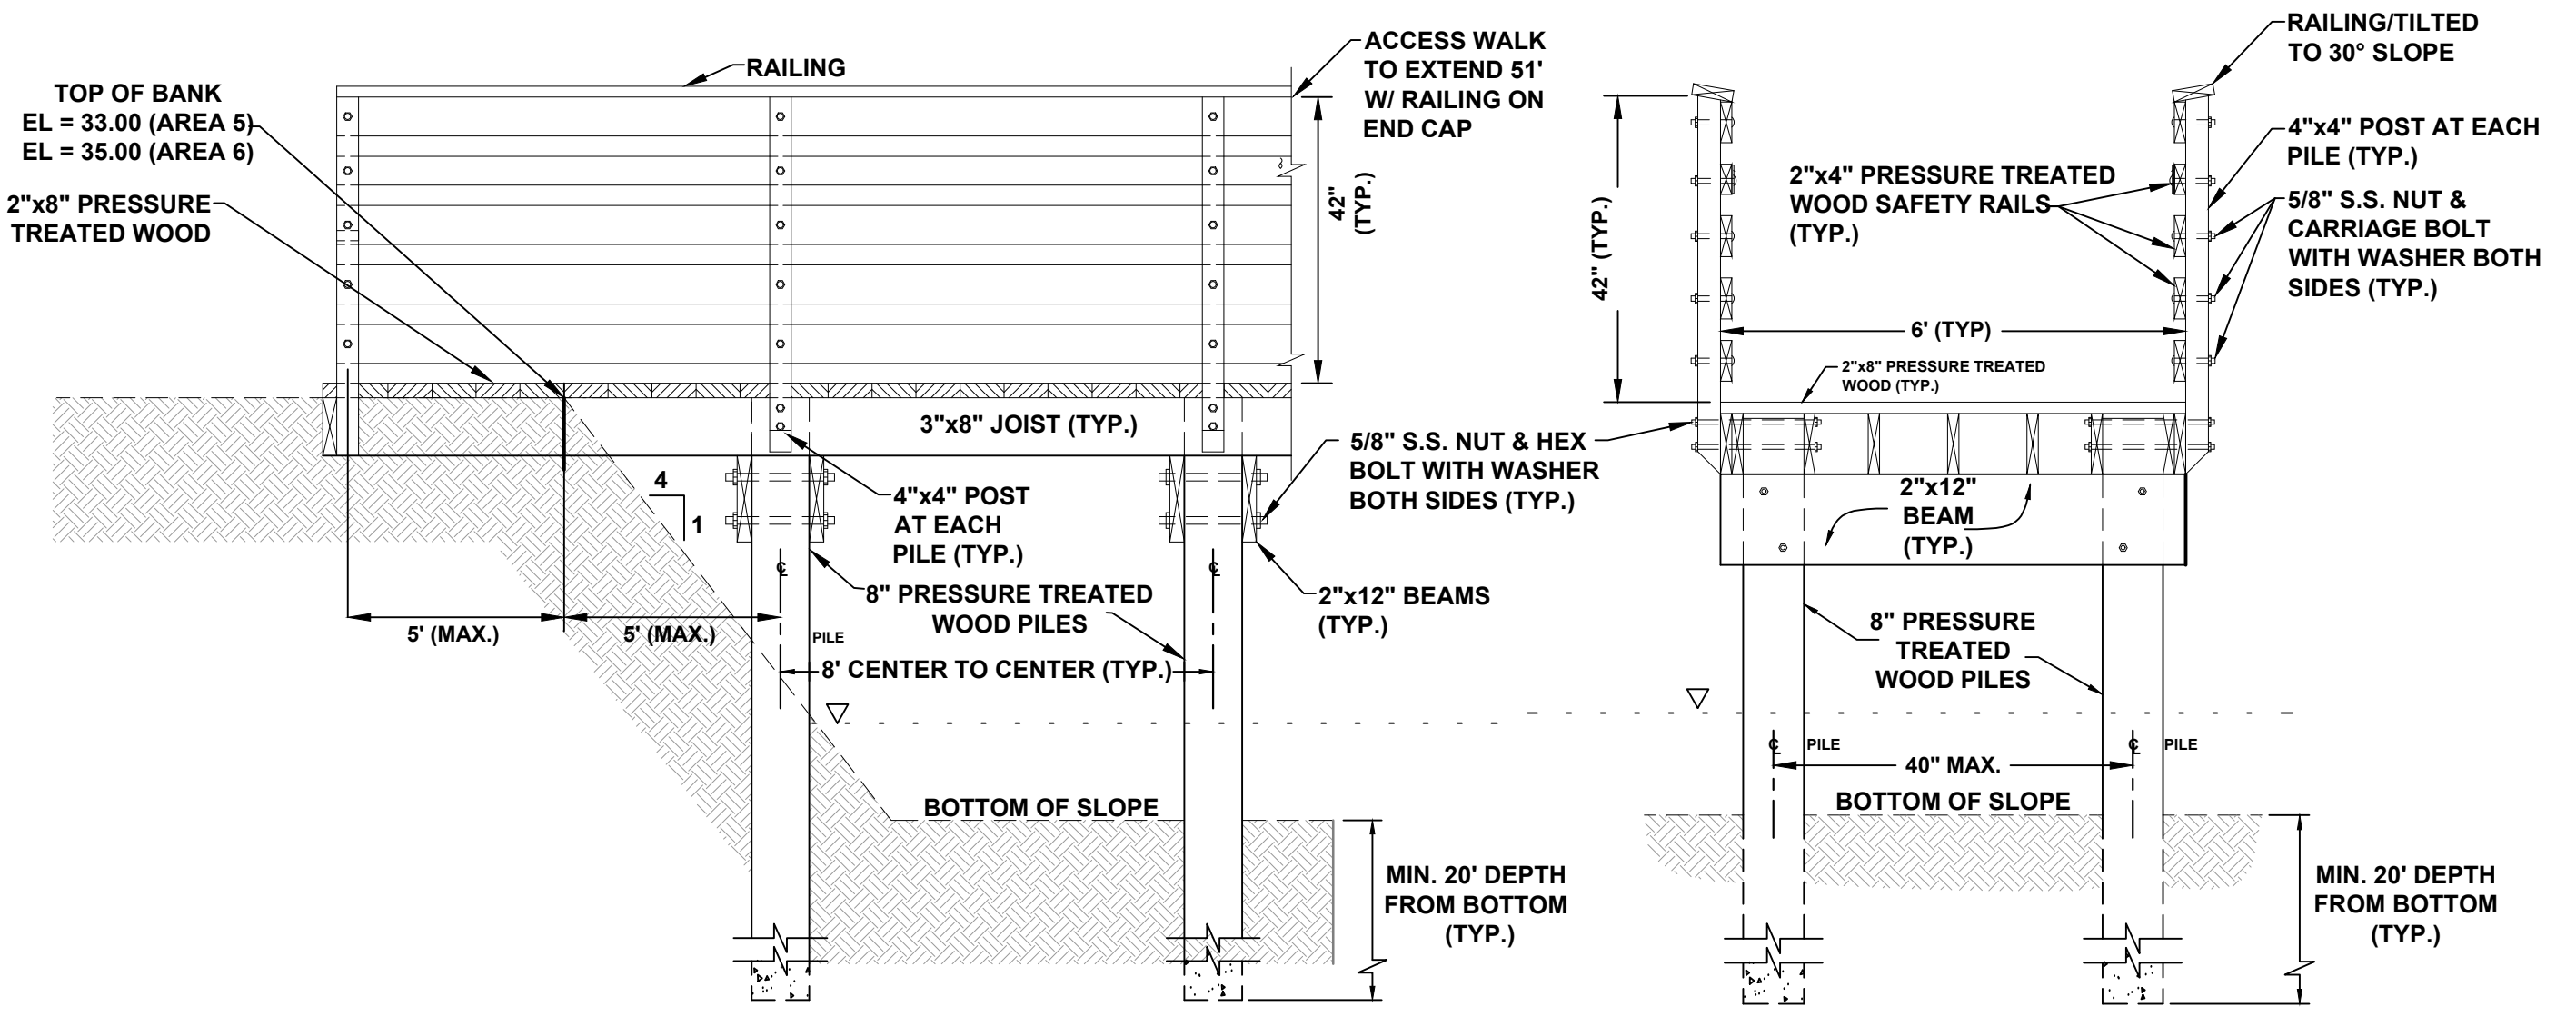 RAILING
ACCESS WALK
TO EXTEND 51'
W/ RAILING ON
END CAP
TOP OF BANK
EL = 33.00 (AREA 5)
EL = 35.00 (AREA 6)
2"x8" PRESSURE
TREATED WOOD
42"
(TYP.)
3"x8" JOIST (TYP.)
4
1
4"x4" POST
AT EACH
PILE (TYP.)
5/8" S.S. NUT & HEX
BOLT WITH WASHER
BOTH SIDES (TYP.)
℄
℄
8" PRESSURE TREATED
WOOD PILES
2"x12" BEAMS
(TYP.)
5' (MAX.)
5' (MAX.)
PILE
8' CENTER TO CENTER (TYP.)
BOTTOM OF SLOPE
MIN. 20' DEPTH
FROM BOTTOM
(TYP.)
RAILING/TILTED
TO 30° SLOPE
4"x4" POST AT EACH
PILE (TYP.)
2"x4" PRESSURE TREATED
WOOD SAFETY RAILS
(TYP.)
5/8" S.S. NUT &
CARRIAGE BOLT
WITH WASHER BOTH
SIDES (TYP.)
42" (TYP.)
6' (TYP)
2"x8" PRESSURE TREATED
WOOD (TYP.)
2"x12"
BEAM
(TYP.)
8" PRESSURE
TREATED
WOOD PILES
℄ PILE
℄ PILE
40" MAX.
BOTTOM OF SLOPE
MIN. 20' DEPTH
FROM BOTTOM
(TYP.)